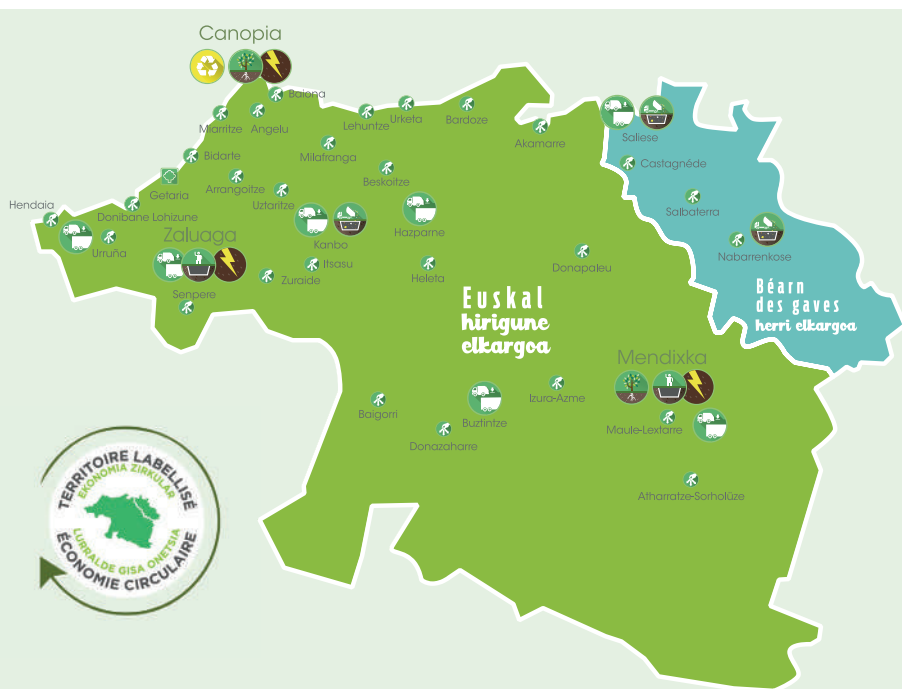 Canopia
Baiona
Miarritze
Angelu
Lehuntze
Urketa
Bardoze
Akamarre
Saliese
Castagnéde
Salbaterra
Nabarrenkose
Bidarte
Milafranga
Beskoitze
Getaria
Arrangoitze
Uztaritze
Hendaia
Donibane Lohizune
Urruña
Zaluaga
Kanbo
Hazparne
Senpere
Zuraide
Itsasu
Heleta
Donapaleu
Euskal
hirigune
elkargoa
Béarn
des gaves
herri elkargoa
Mendixka
Baigorri
Buztintze
Izura-Azme
Maule-Lextarre
Donazaharre
Atharratze-Sorholüze
TERRITOIRE LABELLISÉ
EKONOMIA ZIRKULAR
LURRALDE GISA ONETSIA
ÉCONOMIE CIRCULAIRE